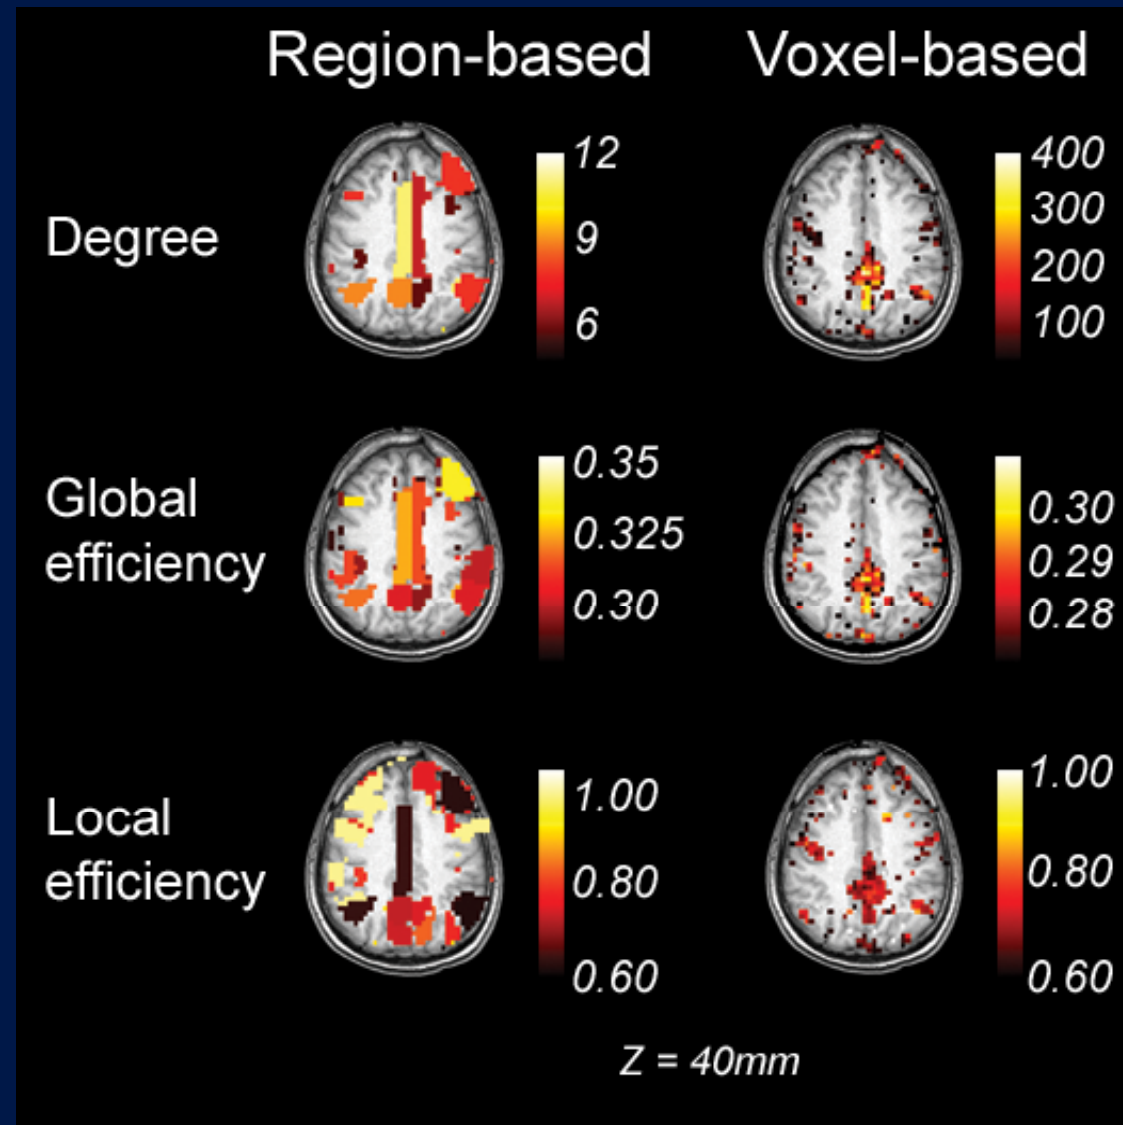 Region-based
Voxel-based
Degree
12
9
6
400
300
200
100
Global
efficiency
0.35
0.325
0.30
0.30
0.29
0.28
Local
efficiency
1.00
0.80
0.60
1.00
0.80
0.60
Z = 40mm